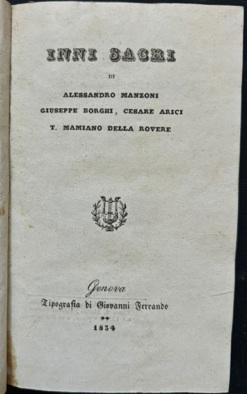 INNI SACRI
DI
ALESSANDRO MANZONI
GIUSEPPE BORGHI, CESARE ARICI
T. MAMIANO DELLA ROVERE
Genova
Tipografia di Giovanni Ferrando
1834